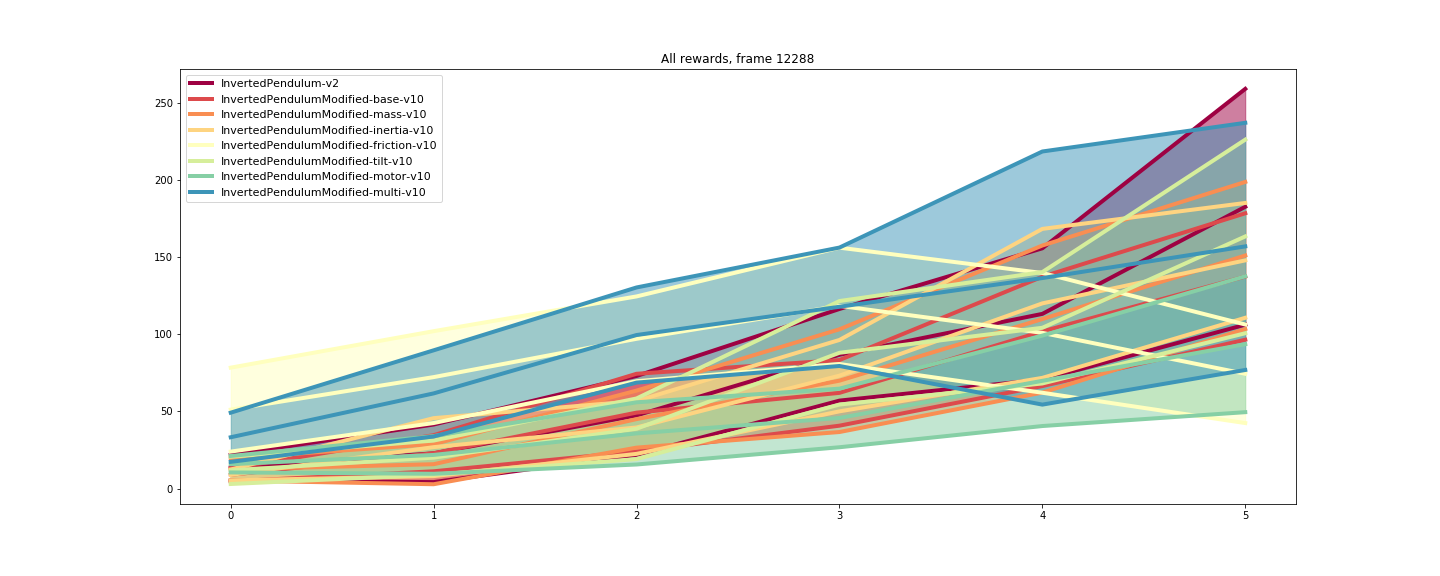 All rewards, frame 12288
InvertedPendulum-v2
InvertedPendulumModified-base-v10
InvertedPendulumModified-mass-v10
InvertedPendulumModified-inertia-v10
InvertedPendulumModified-friction-v10
InvertedPendulumModified-tilt-v10
InvertedPendulumModified-motor-v10
InvertedPendulumModified-multi-v10
250
200
150
100
50
0
0 1 2 3 4 5